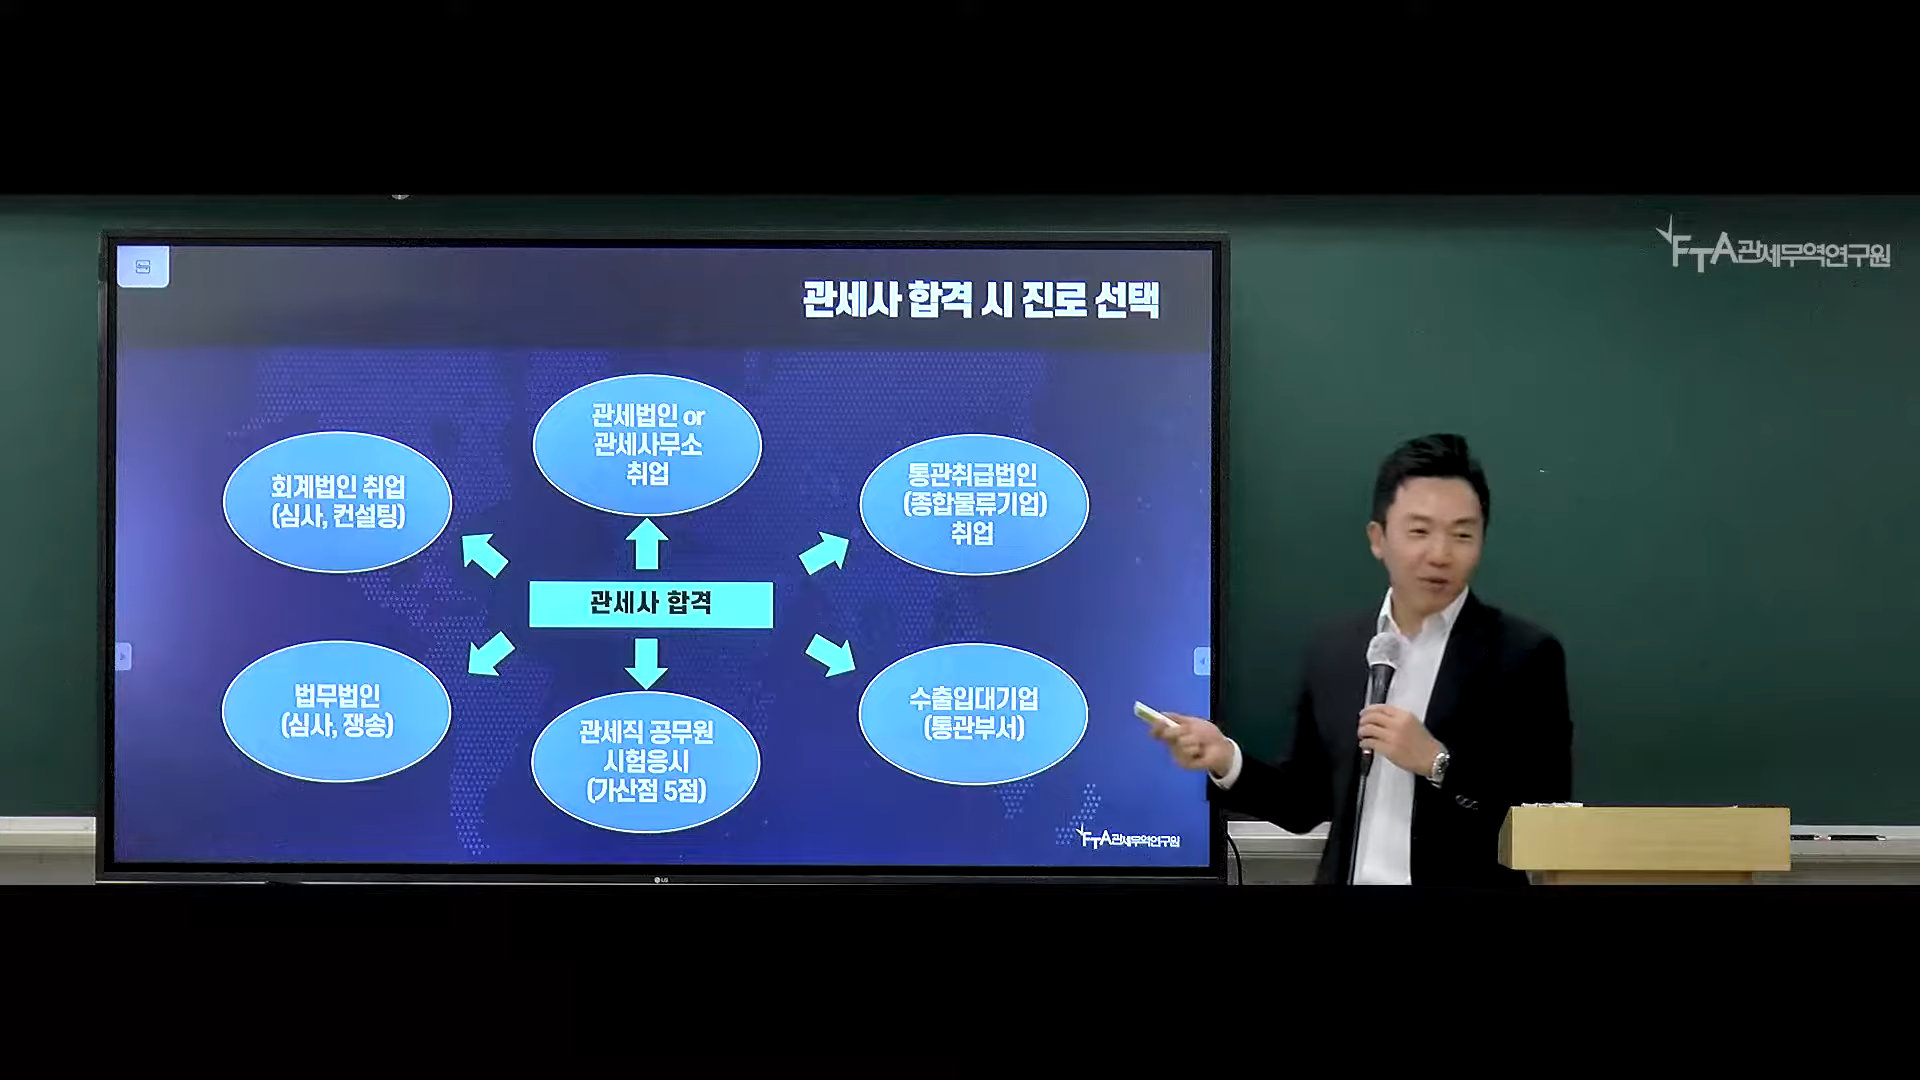 FTA관세무역연구원
관세사 합격 시 진로 선택
관세법인 or
관세사무소
취업
회계법인 취업
(심사, 컨설팅)
통관취급법인
(종합물류기업)
취업
관세사 합격
법무법인
(심사, 쟁송)
관세직 공무원
시험응시
(가산점 5점)
수출입대기업
(통관부서)
FTA관세무역연구원
LG